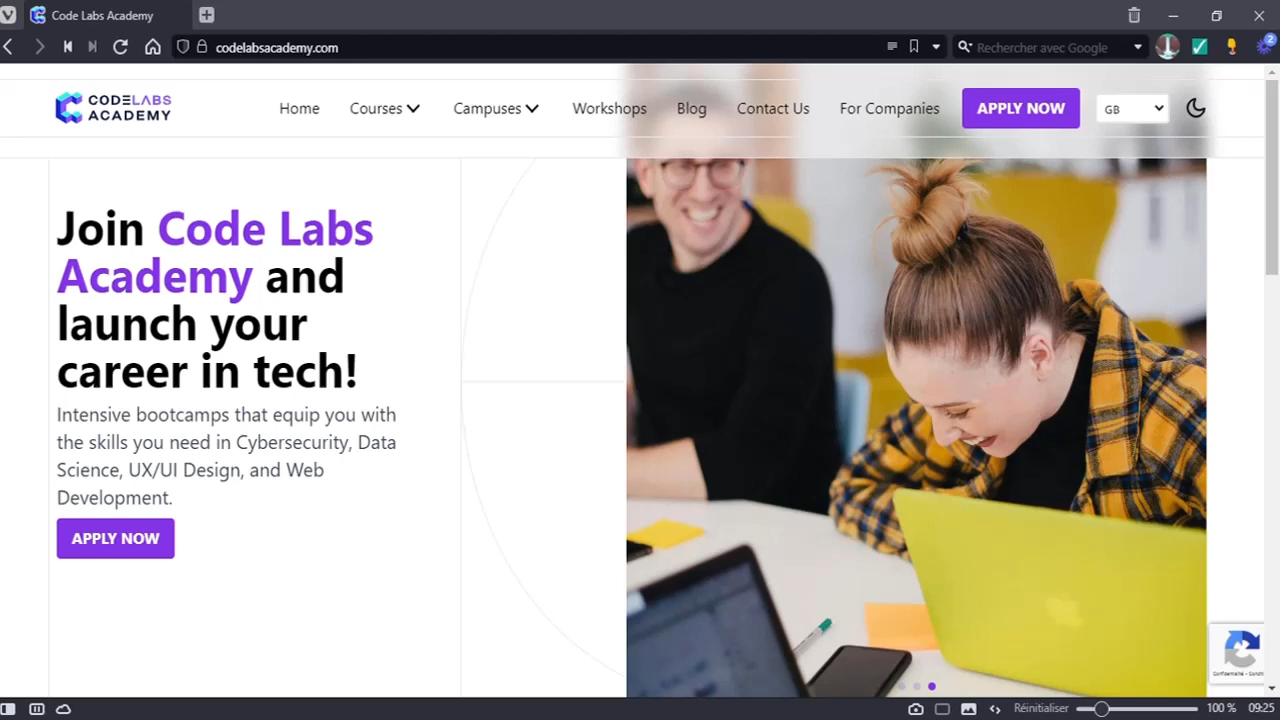 Code Labs Academy
codelabsacademy.com
Rechercher avec Google
2
CODELABS
ACADEMY
Home Courses Campuses Workshops Blog Contact Us For Companies APPLY NOW GB
Join Code Labs
Academy and
launch your
career in tech!
Intensive bootcamps that equip you with
the skills you need in Cybersecurity, Data
Science, UX/UI Design, and Web
Development.
APPLY NOW
Réinitialiser 100 % 09:25